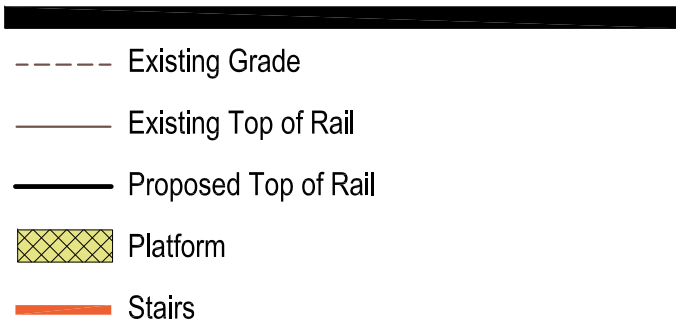 Existing Grade
Existing Top of Rail
Proposed Top of Rail
Platform
Stairs